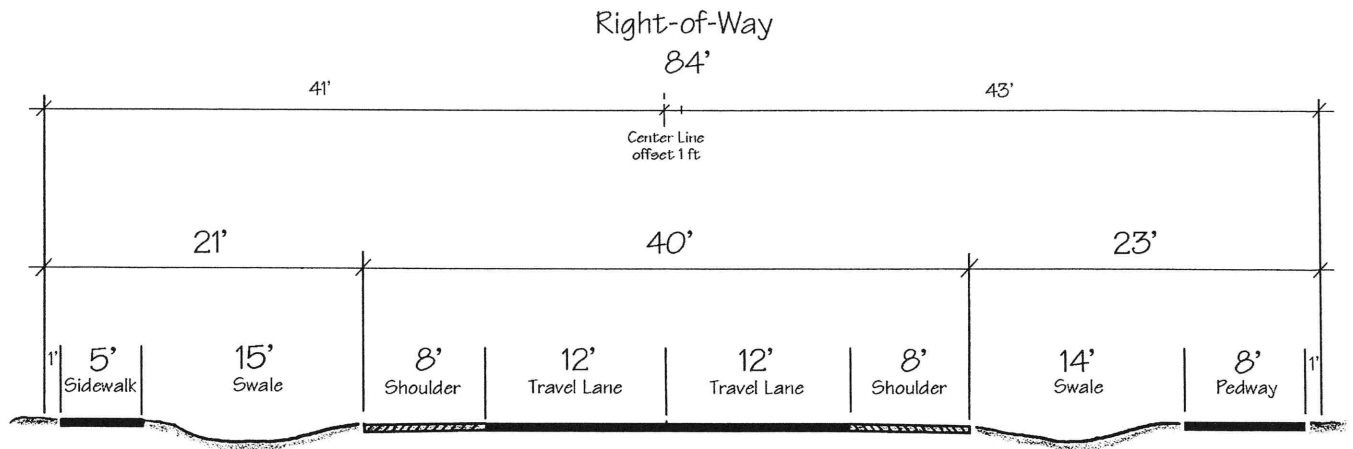 Right-of-Way
84'
41'
43'
Center Line
offset 1 ft
21'
40'
23'
1'
5'
Sidewalk
15'
Swale
8'
Shoulder
12'
Travel Lane
12'
Travel Lane
8'
Shoulder
14'
Swale
8'
Pedway
1'